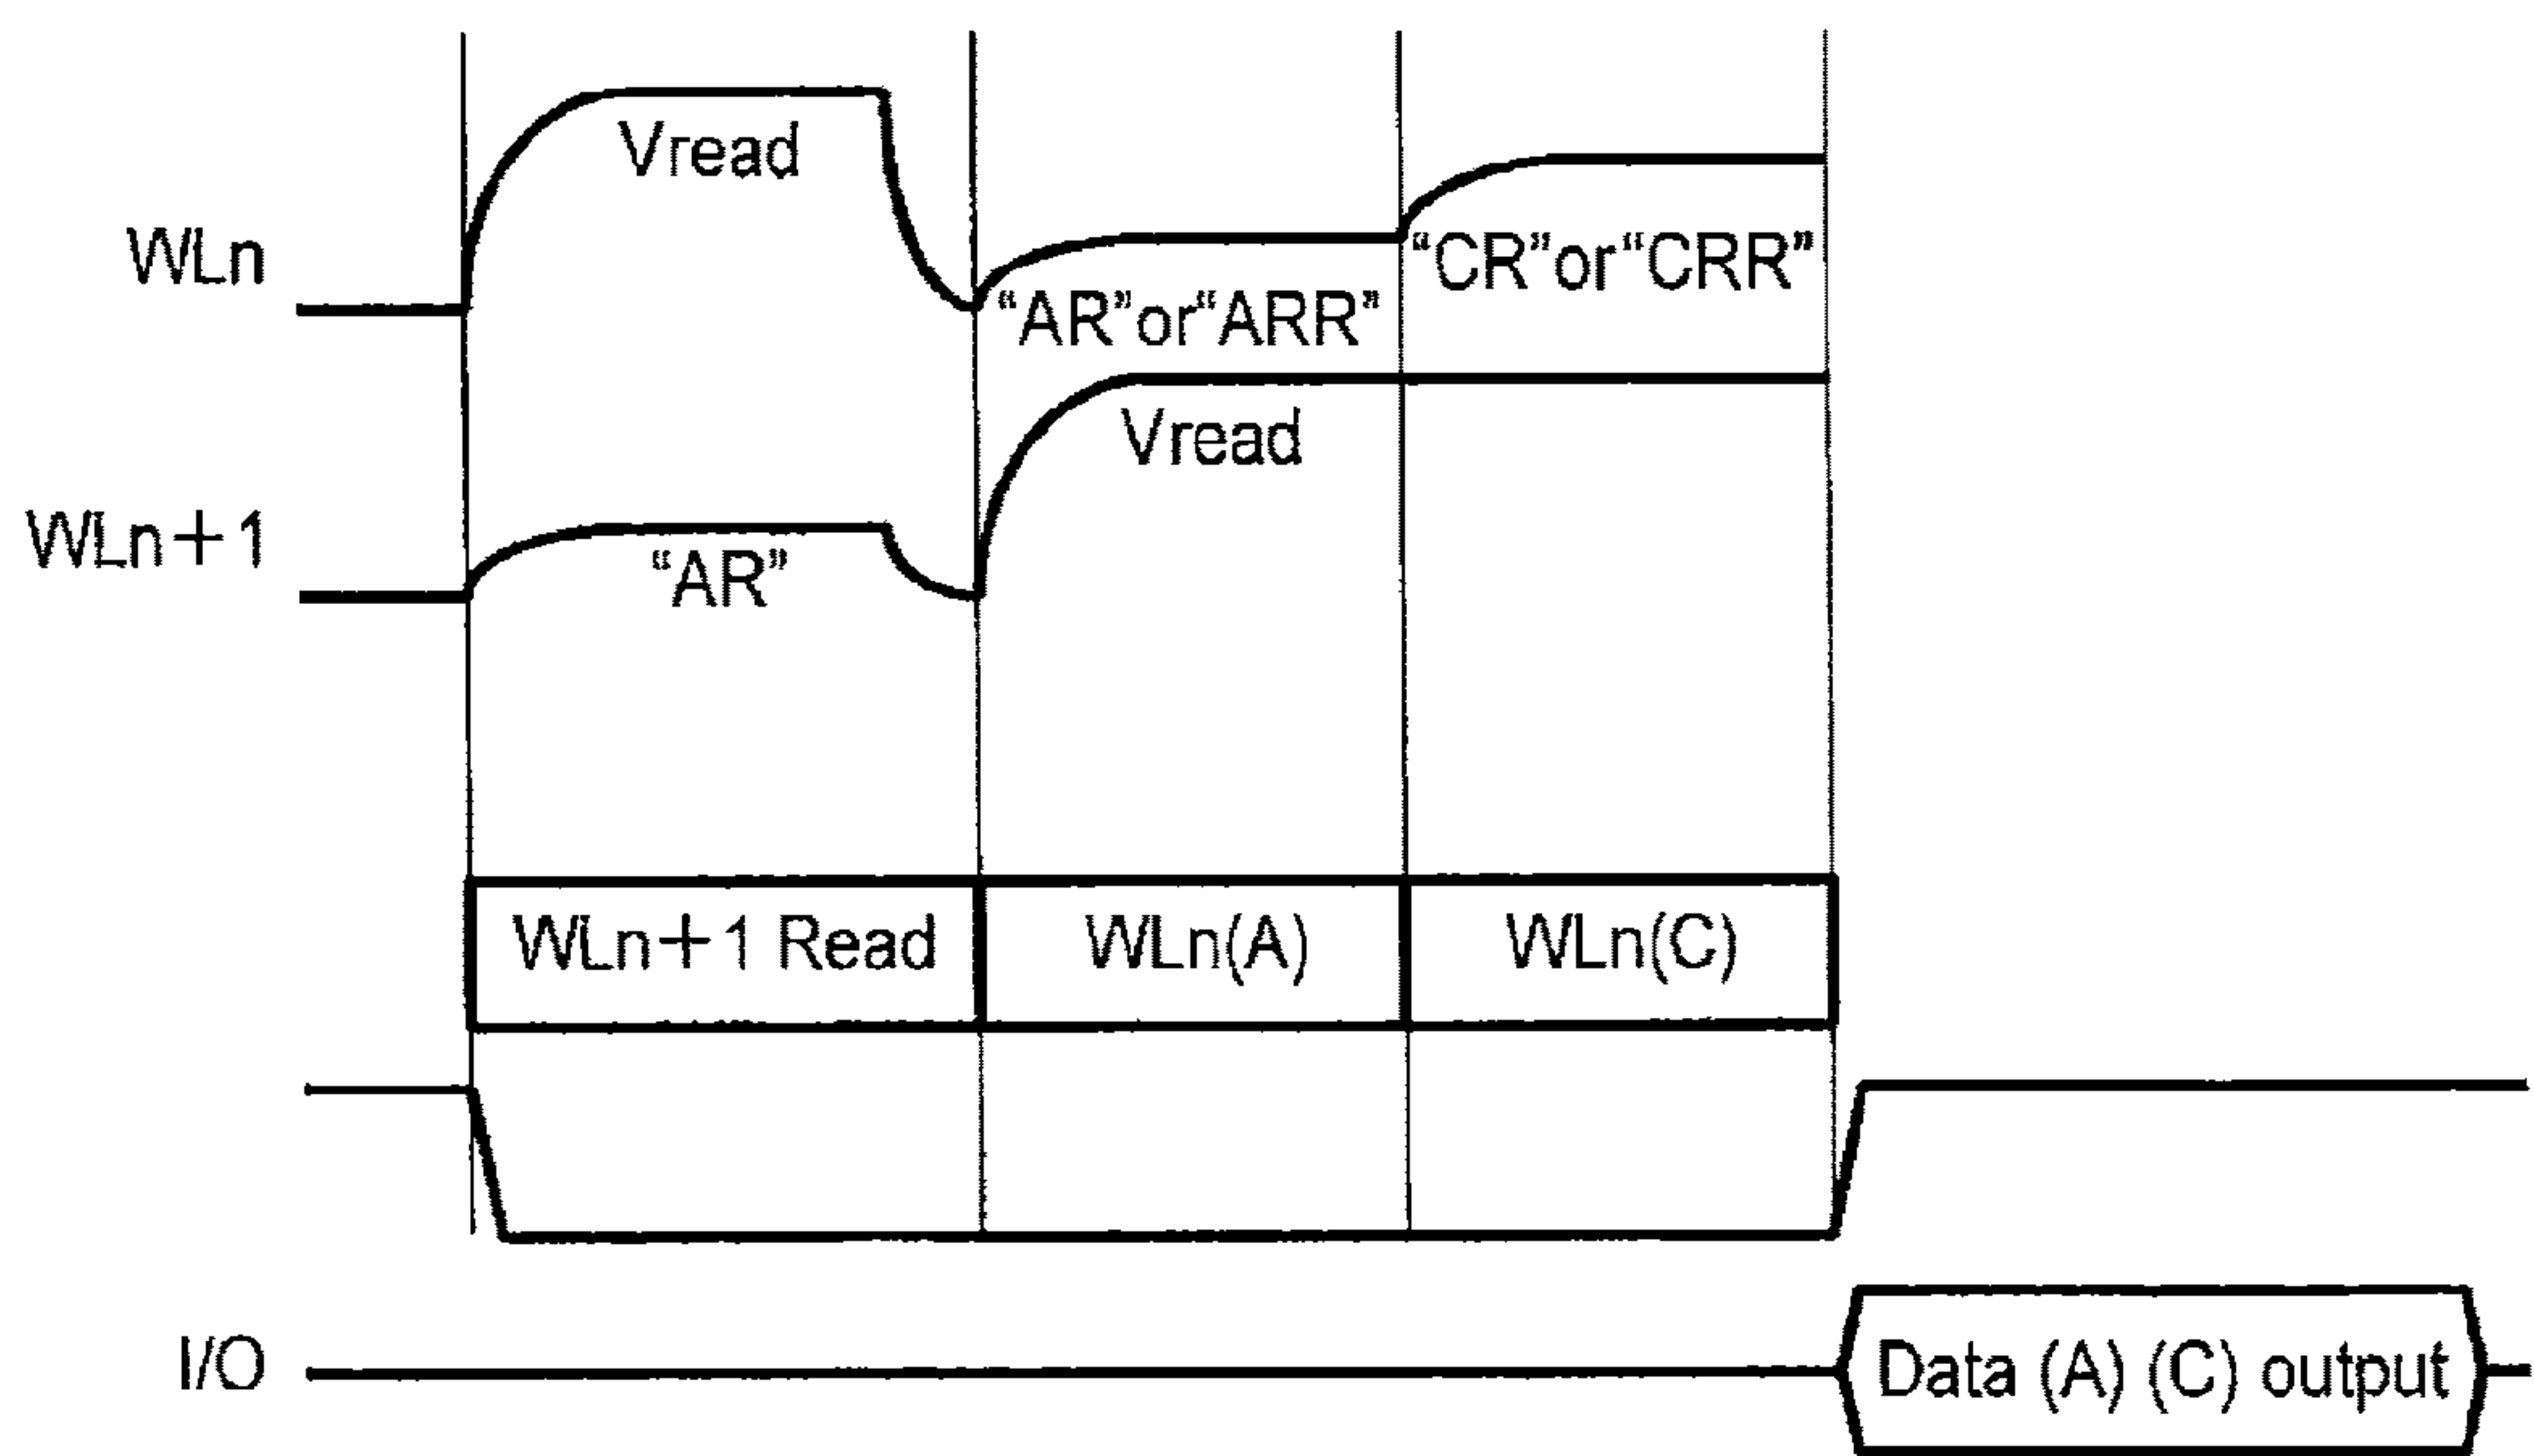 Vread
WLn
“AR”or“ARR”
“CR”or“CRR”
Vread
WLn+1
“AR”
WLn+1 Read
WLn(A)
WLn(C)
I/O
Data (A) (C) output